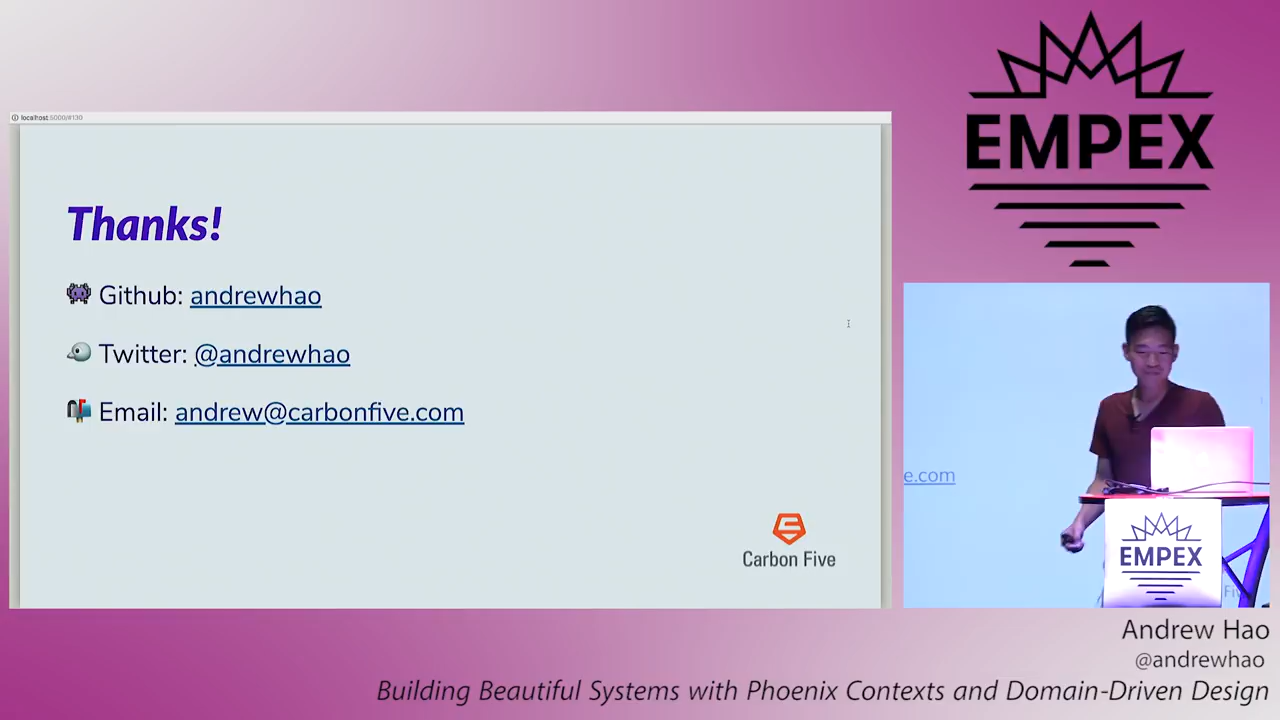 localhost:5000/#130
Thanks!
Github: andrewhao
Twitter: @andrewhao
Email: andrew@carbonfive.com
Carbon Five
EMPEX
e.com
EMPEX
Fiv
Andrew Hao
@andrewhao
Building Beautiful Systems with Phoenix Contexts and Domain-Driven Design